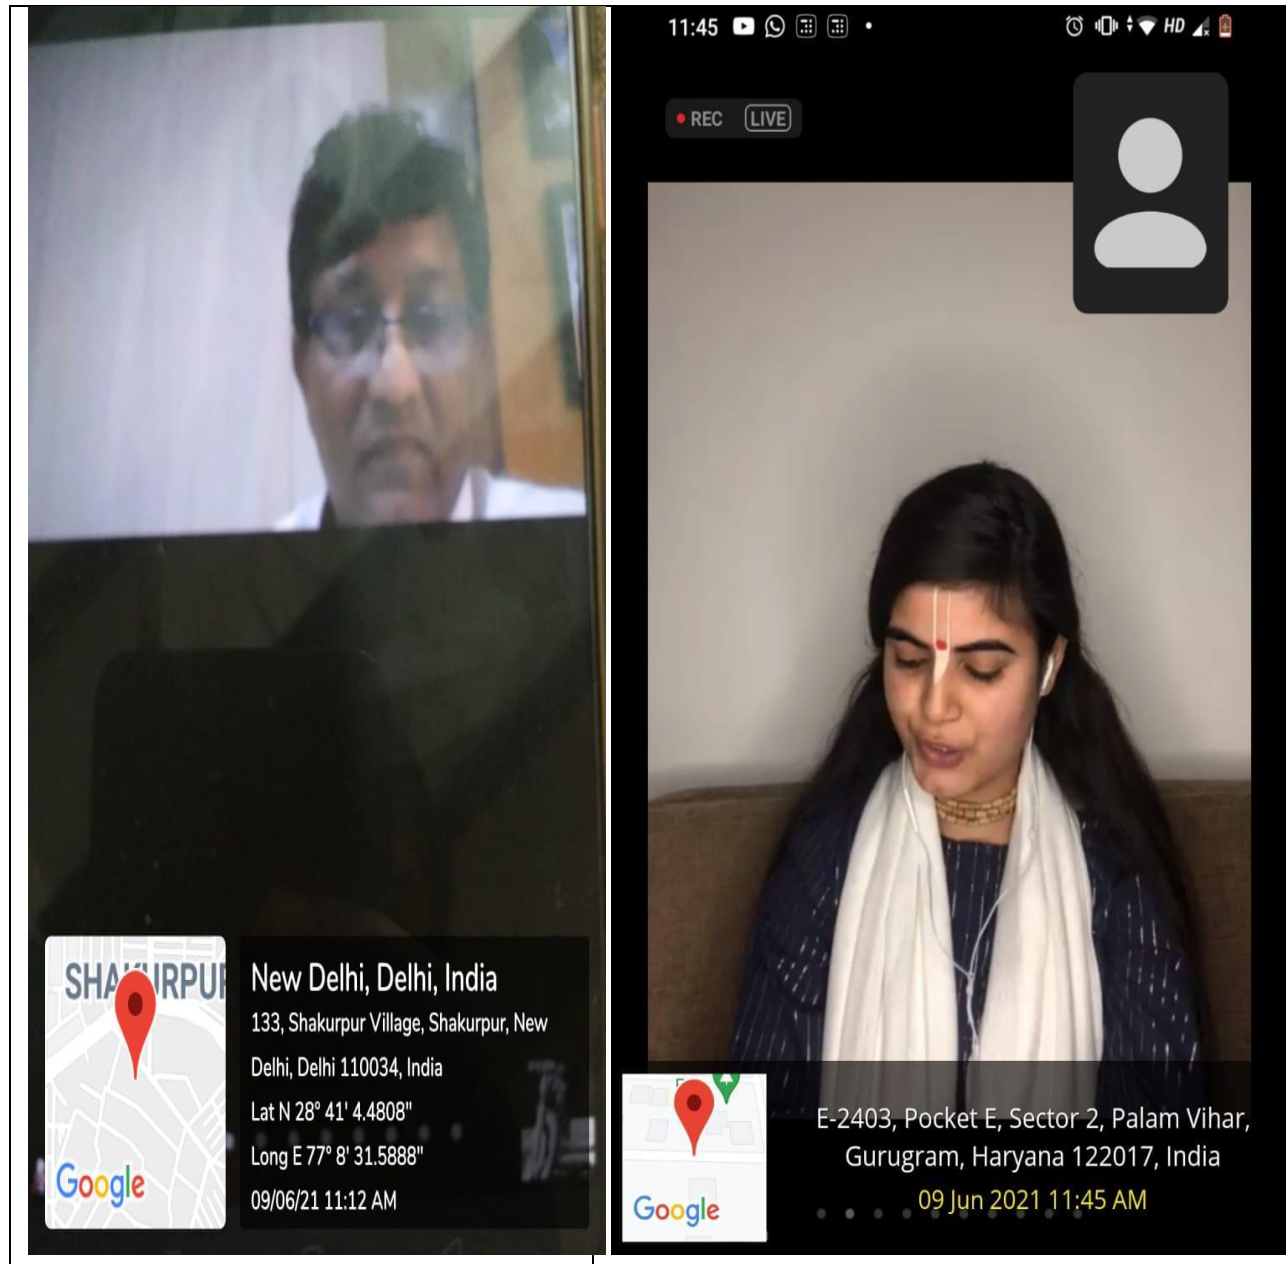 SHAKURPUR
Google
New Delhi, Delhi, India
133, Shakurpur Village, Shakurpur, New
Delhi, Delhi 110034, India
Lat N 28° 41' 4.4808"
Long E 77° 8' 31.5888"
09/06/21 11:12 AM
11:45
HD
REC
LIVE
Google
E-2403, Pocket E, Sector 2, Palam Vihar,
Gurugram, Haryana 122017, India
09 Jun 2021 11:45 AM